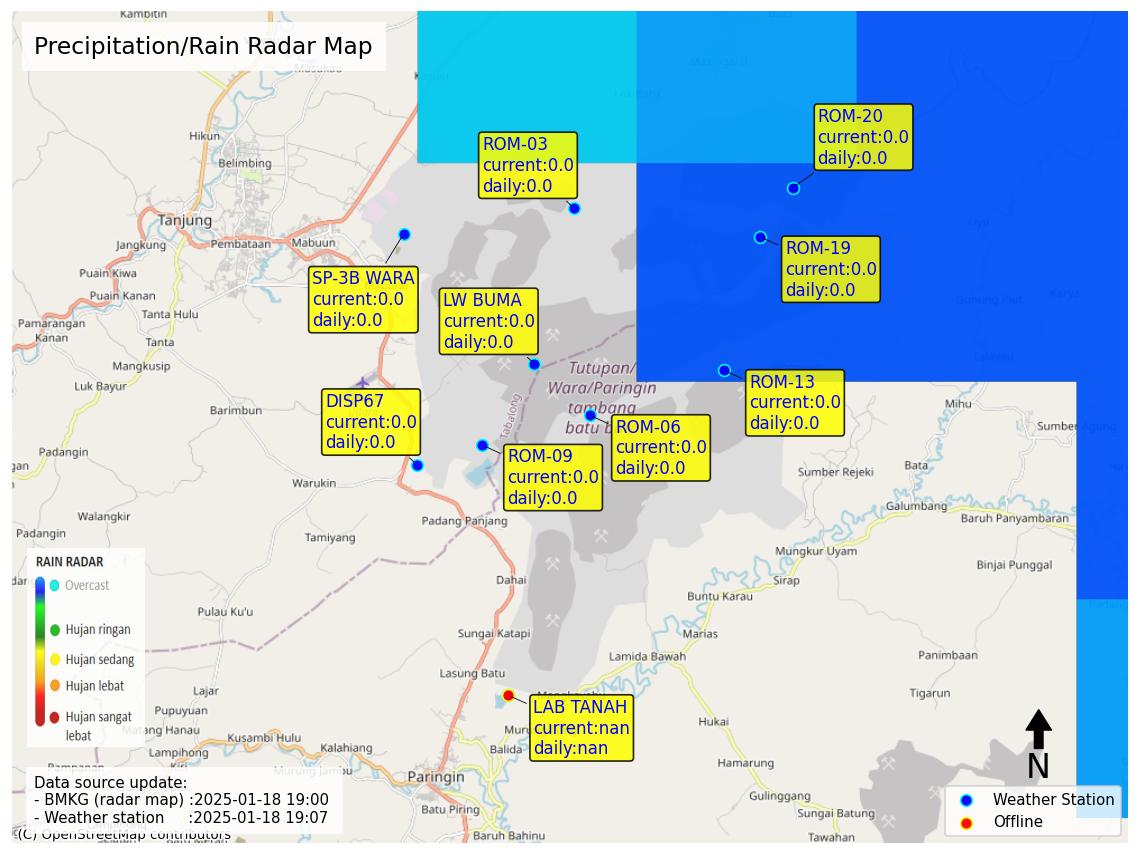 Kambitin
Precipitation/Rain Radar Map
Masukau
Kapuu
Maningai II
Lok Batu
Hikun
Belimbing
ROM-03
current:0.0
daily:0.0
ROM-20
current:0.0
daily:0.0
Tanjung
Jangkung
Pembataan
Mabuun
Liyu
ROM-19
current:0.0
daily:0.0
SP-3B WARA
current:0.0
daily:0.0
LW BUMA
current:0.0
daily:0.0
Puain Kiwa
Puain Kanan
Gunung Riut
Karya
Tanta Hulu
Pamarangan
Kanan
Tanta
Mangkusip
Lalayau
Luk Bayur
Tutupan/
Wara/Paringin
tambang
batu b
Tabalong
ROM-13
current:0.0
daily:0.0
DISP67
current:0.0
daily:0.0
Barimbun
Mihu
Sumber Agung
ROM-06
current:0.0
daily:0.0
ROM-09
current:0.0
daily:0.0
Padangin
Warukin
Sumber Rejeki
Bata
Galumbang
Baruh Panyambaran
Walangkir
Padangin
Padang Panjang
Tamiyang
Mungkur Uyam
Binjai Punggal
Sirap
Dahai
Buntu Karau
RAIN RADAR
Overcast
Hujan ringan
Hujan sedang
Hujan lebat
Hujan sangat
lebat
Pulau Ku'u
Sungai Katapi
Marias
Lamida Bawah
Panimbaan
Lasung Batu
Tigarun
Lajar
Pupuyuan
LAB TANAH
current:nan
daily:nan
Matang Hanau
Kusambi Hulu
Lampihong
Kalahiang
Balida
Hukai
Murung Jambu
Paringin
Hamarung
N
Data source update:
- BMKG (radar map) :2025-01-18 19:00
- Weather station :2025-01-18 19:07
(C) OpenStreetMap contributors
Batu Piring
Baruh Bahinu
Gulinggang
Sungai Batung
Tawahan
Weather Station
Offline